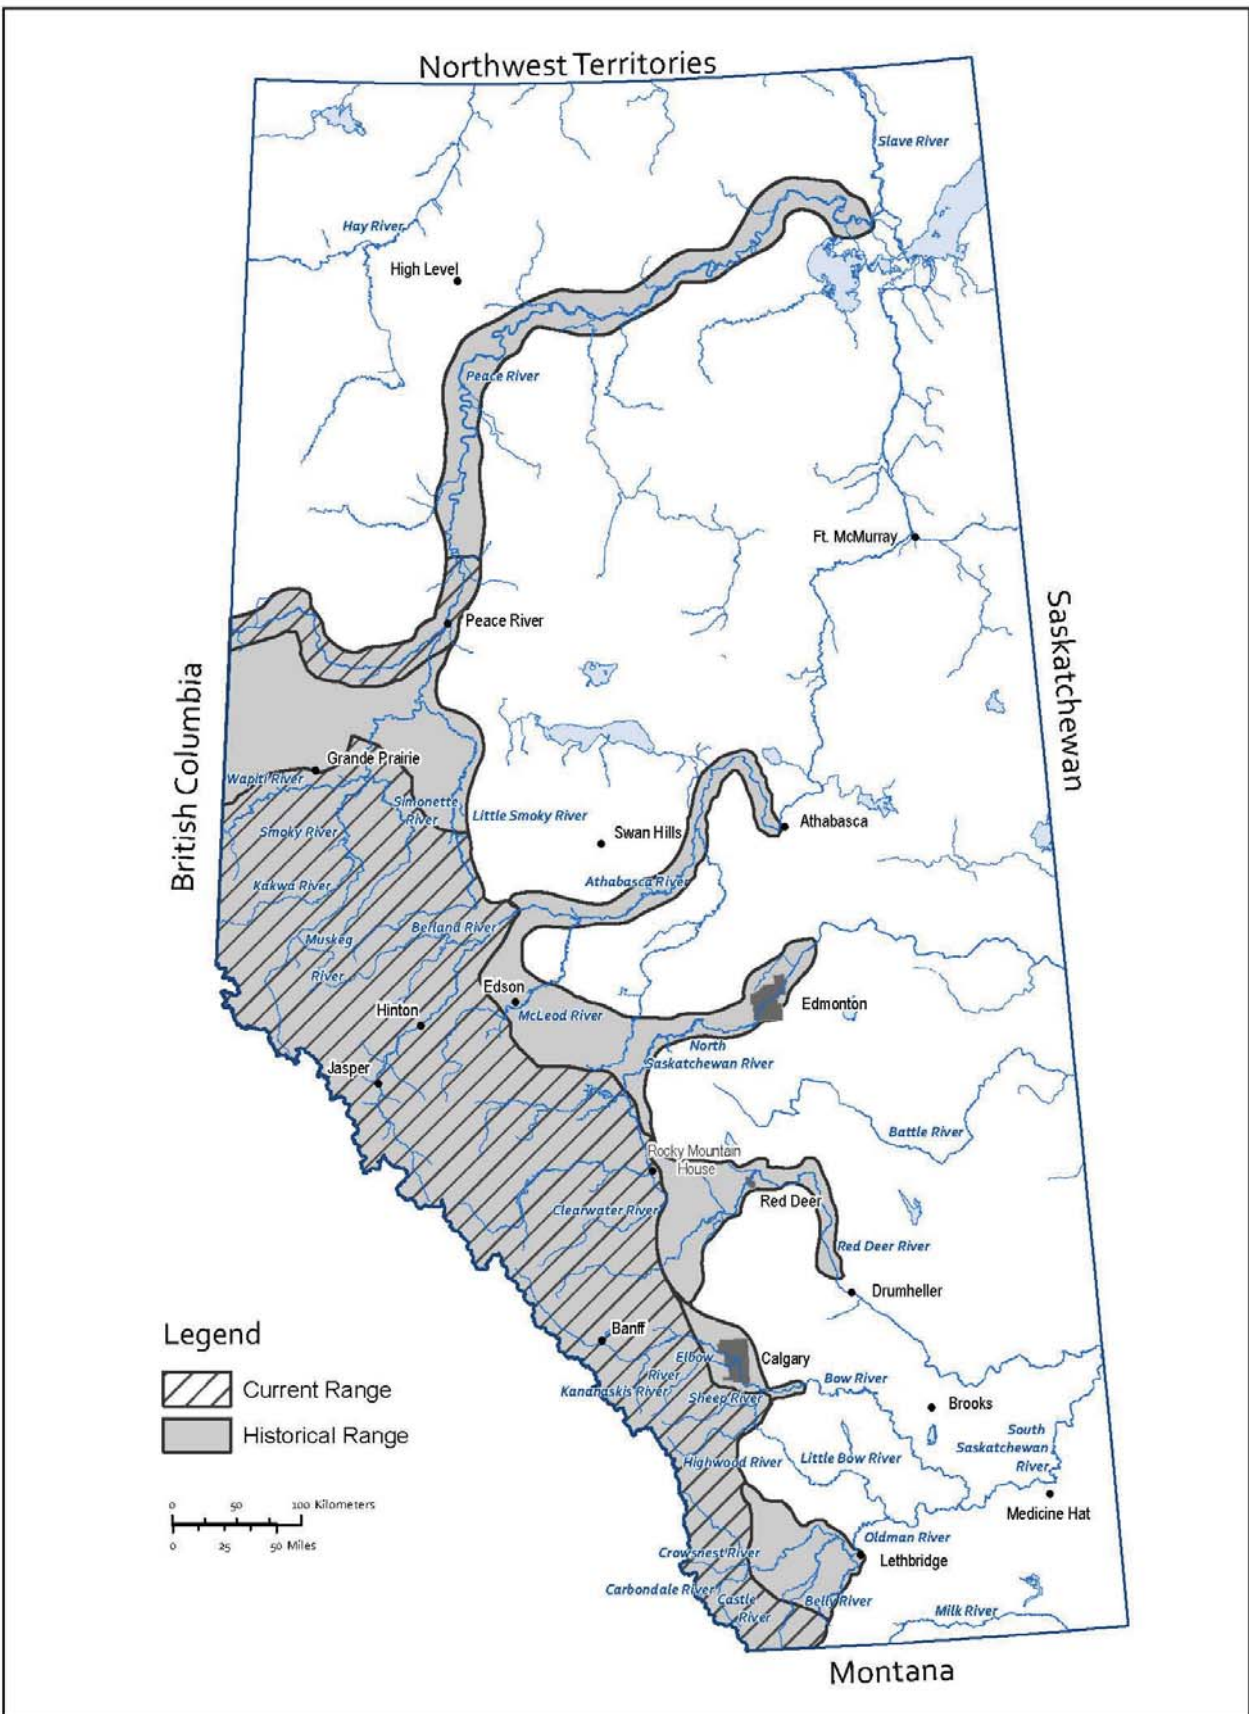 Northwest Territories
Slave River
Hay River
High Level
Peace River
Ft. McMurray
Saskatchewan
Peace River
British Columbia
Grande Prairie
Wapiti River
Simonette
River
Little Smoky River
Smoky River
Swan Hills
Athabasca
Kakwa River
Athabasca River
Berland River
Muskeg
River
Edson
Hinton
McLeod River
Edmonton
North
Saskatchewan River
Jasper
Battle River
Rocky Mountain
House
Red Deer
Clearwater River
Red Deer River
Drumheller
Banff
Elbow
River
Calgary
Kananaskis River
Sheep River
Bow River
Brooks
South
Saskatchewan
River
Highwood River
Little Bow River
Medicine Hat
Oldman River
Crowsnest River
Lethbridge
Carbondale River
Castle
River
Belly River
Milk River
Montana
Legend
Current Range
Historical Range
0 50 100 Kilometers
0 25 50 Miles